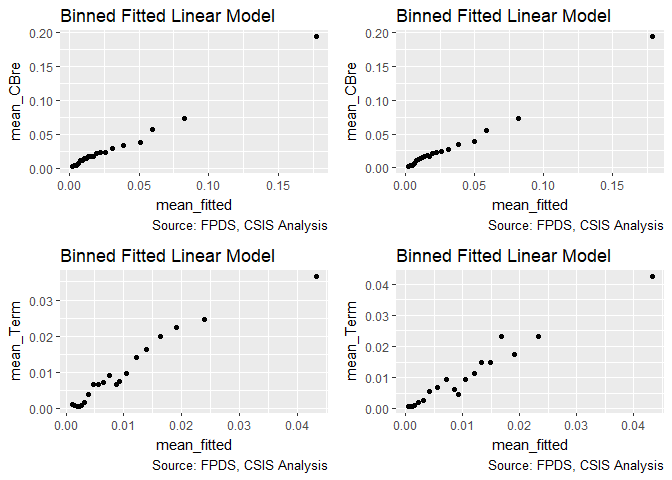 Binned Fitted Linear Model
mean_CBre
0.20
0.15
0.10
0.05
0.00
0.00 0.05 0.10 0.15
mean_fitted
Source: FPDS, CSIS Analysis
Binned Fitted Linear Model
mean_CBre
0.20
0.15
0.10
0.05
0.00
0.00 0.05 0.10 0.15
mean_fitted
Source: FPDS, CSIS Analysis
Binned Fitted Linear Model
mean_Term
0.03
0.02
0.01
0.00
0.00 0.01 0.02 0.03 0.04
mean_fitted
Source: FPDS, CSIS Analysis
Binned Fitted Linear Model
mean_Term
0.04
0.03
0.02
0.01
0.00
0.00 0.01 0.02 0.03 0.04
mean_fitted
Source: FPDS, CSIS Analysis